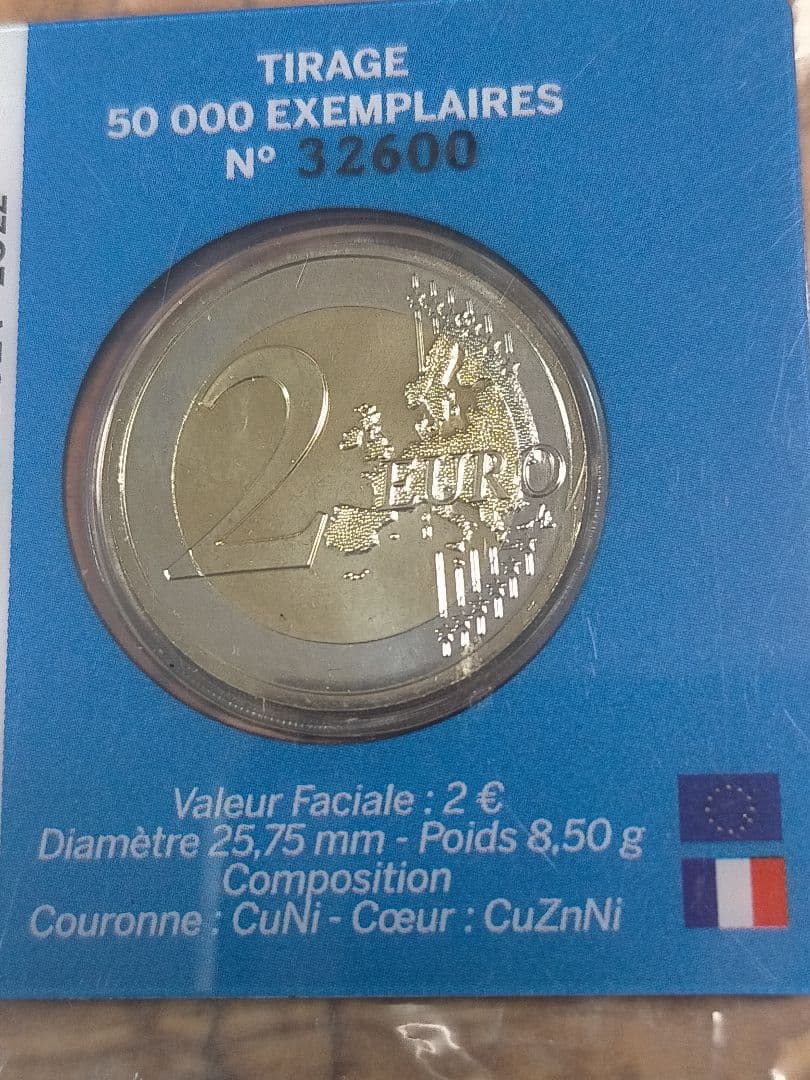 TIRAGE
50 000 EXEMPLAIRES
N° 32600
2 EURO
Valeur Faciale : 2 €
Diamètre 25,75 mm - Poids 8,50 g
Composition
Couronne : CuNi - Cœur : CuZnNi